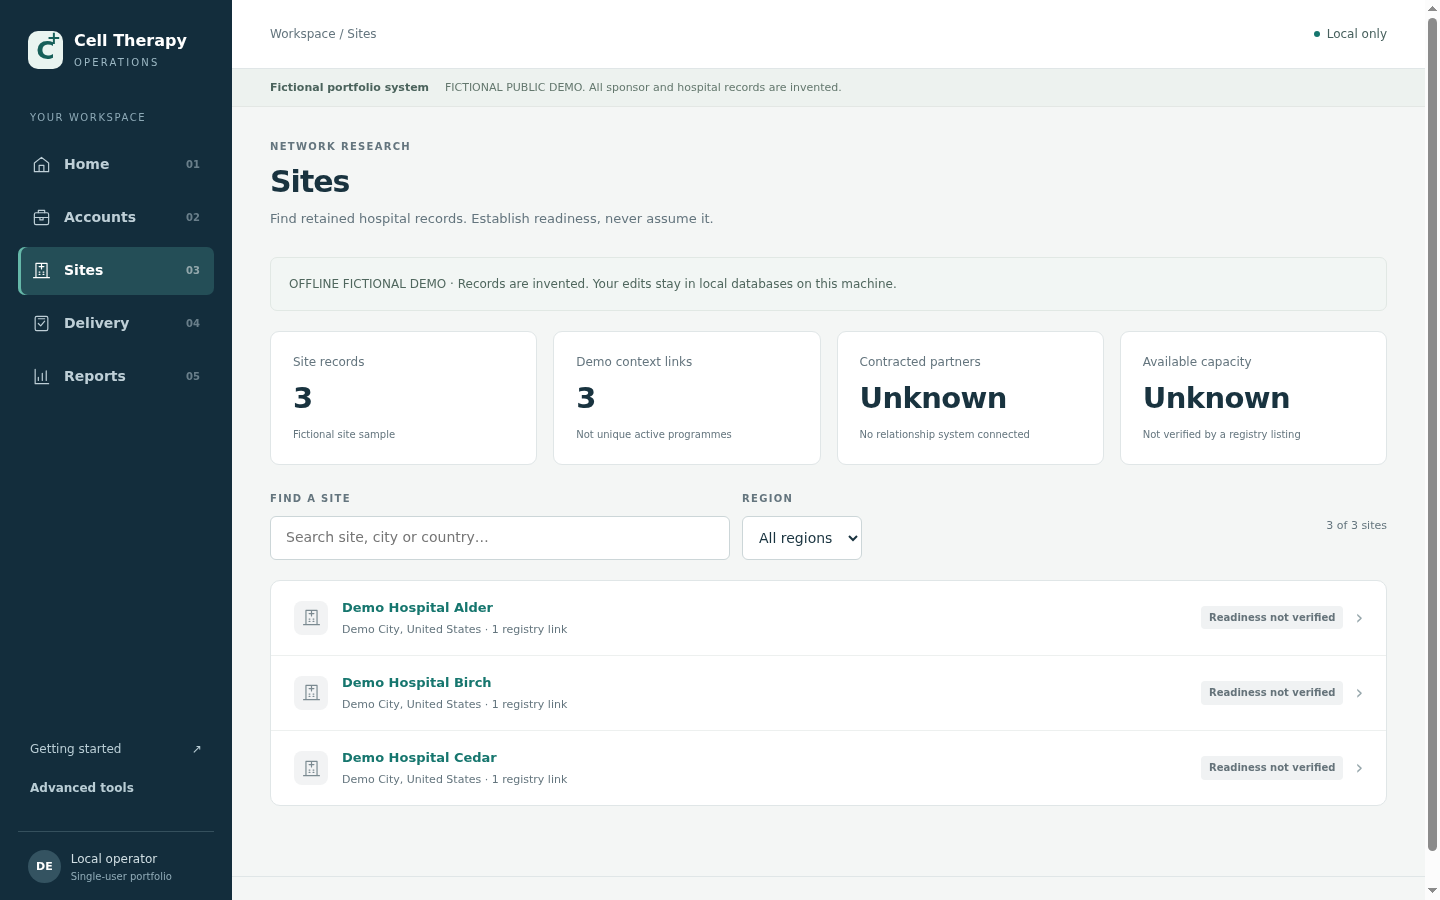 C+
Cell Therapy
OPERATIONS
YOUR WORKSPACE
Home 01
Accounts 02
Sites 03
Delivery 04
Reports 05
Getting started ↗
Advanced tools
DE
Local operator
Single-user portfolio
Workspace / Sites
Local only
Fictional portfolio system FICTIONAL PUBLIC DEMO. All sponsor and hospital records are invented.
NETWORK RESEARCH
Sites
Find retained hospital records. Establish readiness, never assume it.
OFFLINE FICTIONAL DEMO · Records are invented. Your edits stay in local databases on this machine.
Site records
3
Fictional site sample
Demo context links
3
Not unique active programmes
Contracted partners
Unknown
No relationship system connected
Available capacity
Unknown
Not verified by a registry listing
FIND A SITE
Search site, city or country…
REGION
All regions
3 of 3 sites
Demo Hospital Alder
Demo City, United States · 1 registry link
Readiness not verified
Demo Hospital Birch
Demo City, United States · 1 registry link
Readiness not verified
Demo Hospital Cedar
Demo City, United States · 1 registry link
Readiness not verified